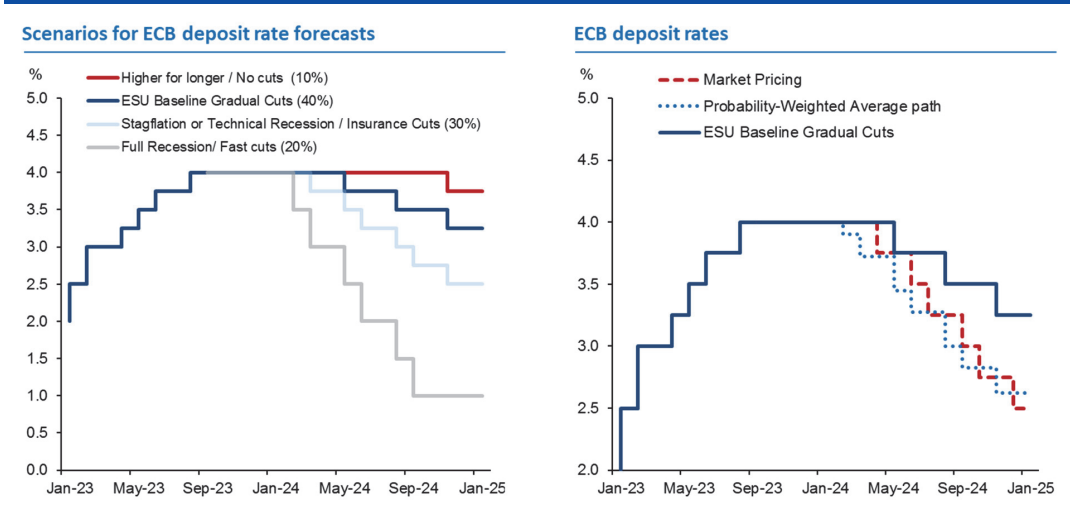 Scenarios for ECB deposit rate forecasts
%
Higher for longer / No cuts (10%)
ESU Baseline Gradual Cuts (40%)
Stagflation or Technical Recession / Insurance Cuts (30%)
Full Recession/ Fast cuts (20%)
5.0
4.5
4.0
3.5
3.0
2.5
2.0
1.5
1.0
0.5
0.0
Jan-23 May-23 Sep-23 Jan-24 May-24 Sep-24 Jan-25
ECB deposit rates
%
Market Pricing
Probability-Weighted Average path
ESU Baseline Gradual Cuts
5.0
4.5
4.0
3.5
3.0
2.5
2.0
Jan-23 May-23 Sep-23 Jan-24 May-24 Sep-24 Jan-25